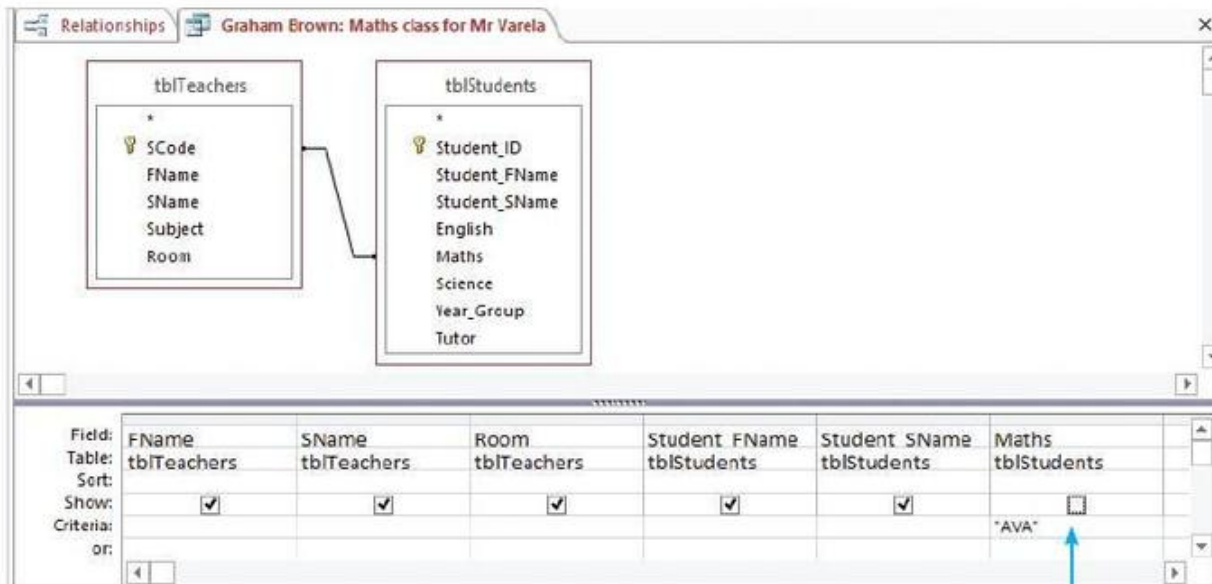 Relationships Graham Brown: Maths class for Mr Varela ×
tblTeachers
*
SCode
FName
SName
Subject
Room
tblStudents
*
Student_ID
Student_FName
Student_SName
English
Maths
Science
Year_Group
Tutor
Field: FName SName Room Student_FName Student_SName Maths
Table: tblTeachers tblTeachers tblTeachers tblStudents tblStudents tblStudents
Sort:
Show:
Criteria: "AVA"
or: